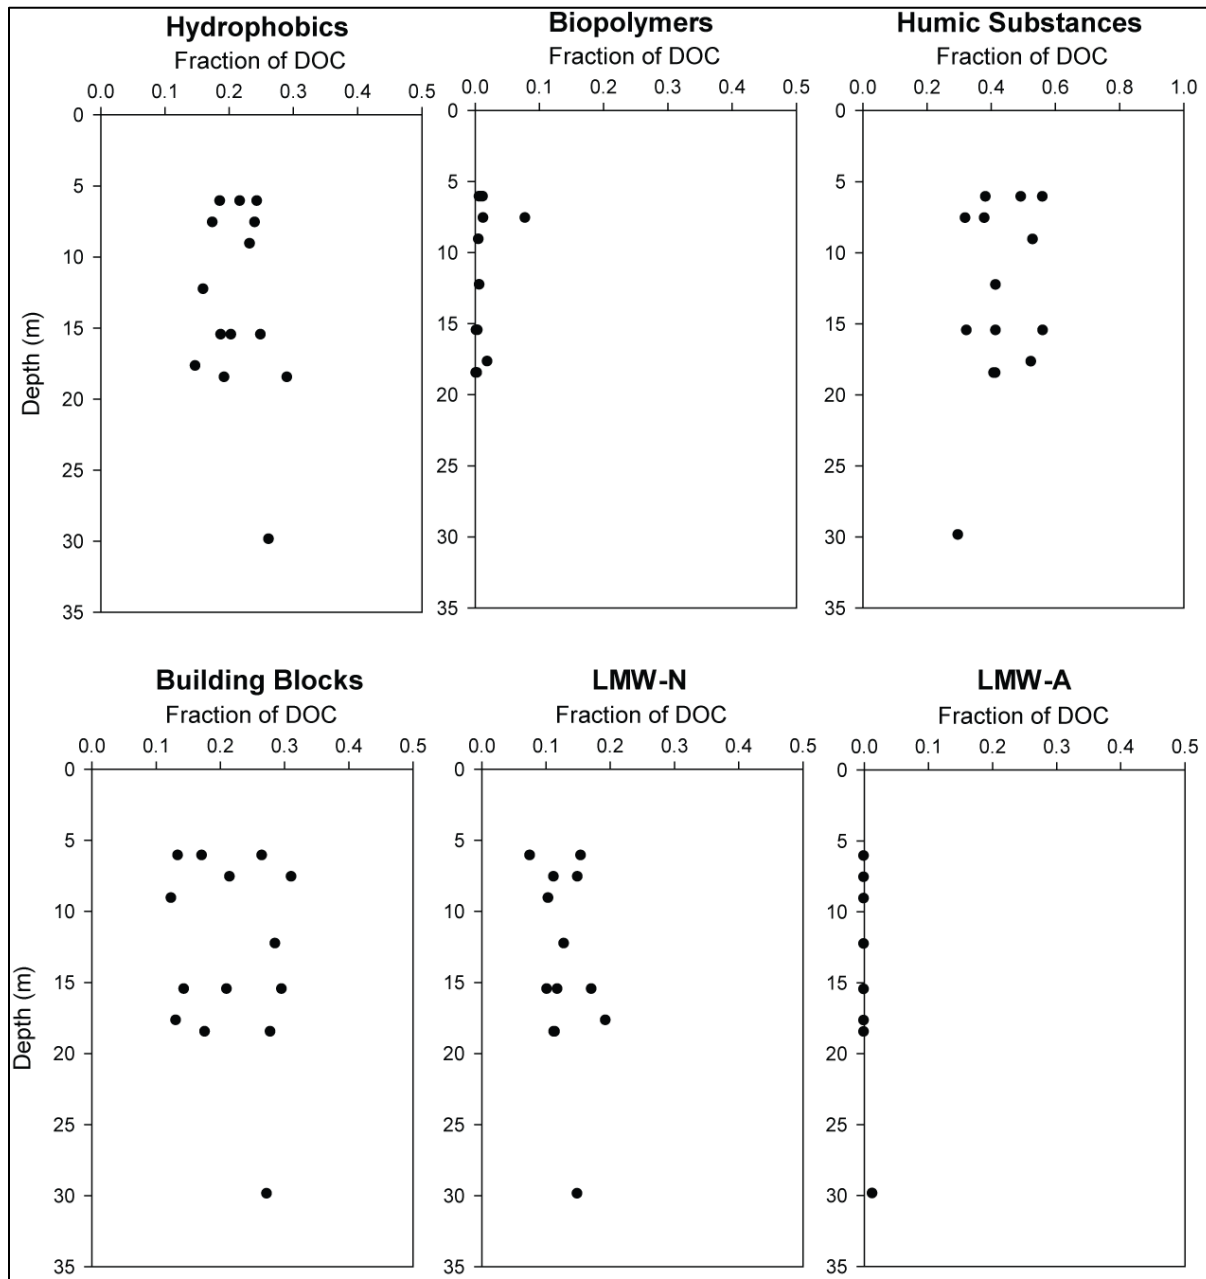 Hydrophobics
Fraction of DOC
0.0 0.1 0.2 0.3 0.4 0.5
0
5
10
15
20
25
30
35
Depth (m)
Biopolymers
Fraction of DOC
0.0 0.1 0.2 0.3 0.4 0.5
0
5
10
15
20
25
30
35
Humic Substances
Fraction of DOC
0.0 0.2 0.4 0.6 0.8 1.0
0
5
10
15
20
25
30
35
Building Blocks
Fraction of DOC
0.0 0.1 0.2 0.3 0.4 0.5
0
5
10
15
20
25
30
35
Depth (m)
LMW-N
Fraction of DOC
0.0 0.1 0.2 0.3 0.4 0.5
0
5
10
15
20
25
30
35
LMW-A
Fraction of DOC
0.0 0.1 0.2 0.3 0.4 0.5
0
5
10
15
20
25
30
35